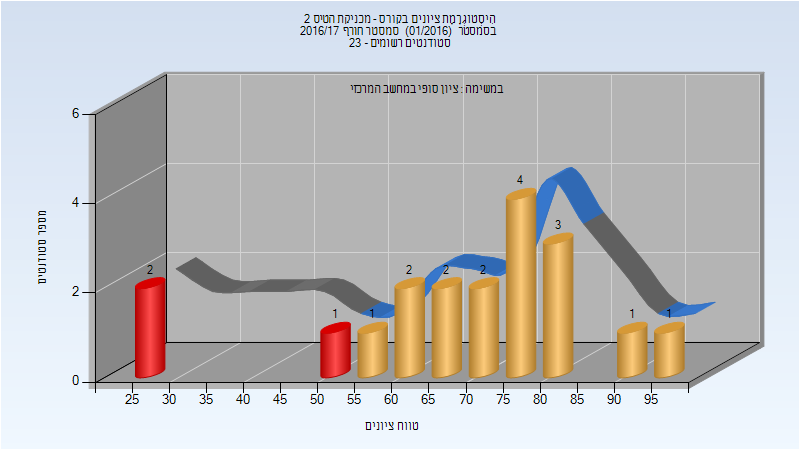 היסטוגרמת ציונים בקורס - מכניקת הטיס 2
בסמסטר (01/2016) סמסטר חורף 2016/17
סטודנטים רשומים - 23
במשימה : ציון סופי במחשב המרכזי
מספר סטודנטים
6
4
2
0
2
1
1
2
2
2
4
3
1
1
25 30 35 40 45 50 55 60 65 70 75 80 85 90 95
טווח ציונים